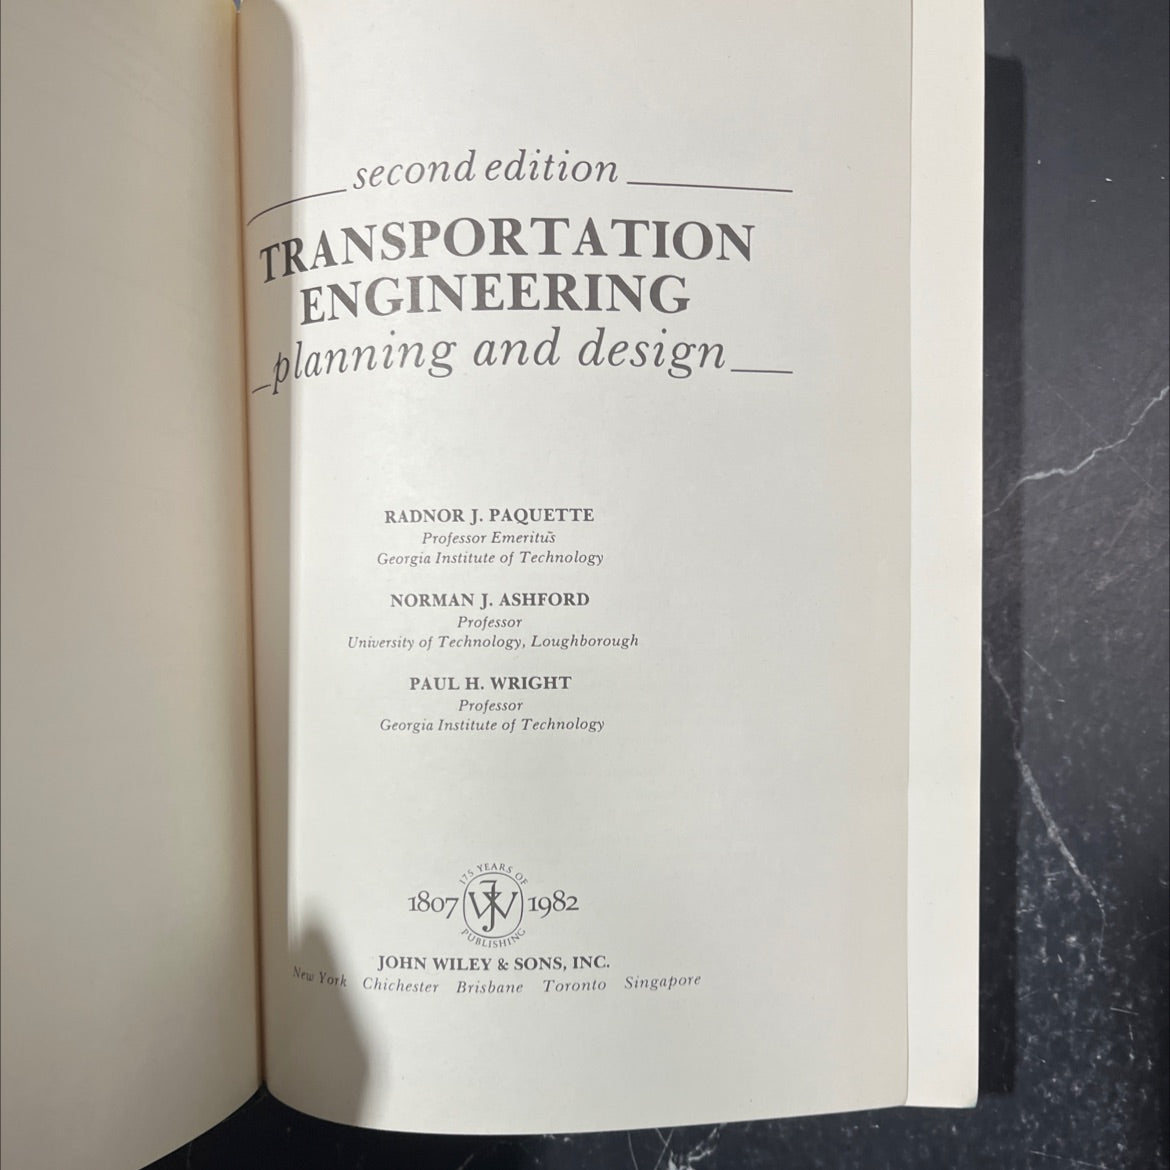 second edition
TRANSPORTATION
ENGINEERING
planning and design
RADNOR J. PAQUETTE
Professor Emeritus
Georgia Institute of Technology
NORMAN J. ASHFORD
Professor
University of Technology, Loughborough
PAUL H. WRIGHT
Professor
Georgia Institute of Technology
175 YEARS OF
1807 JW 1982
PUBLISHING
JOHN WILEY & SONS, INC.
New York Chichester Brisbane Toronto Singapore